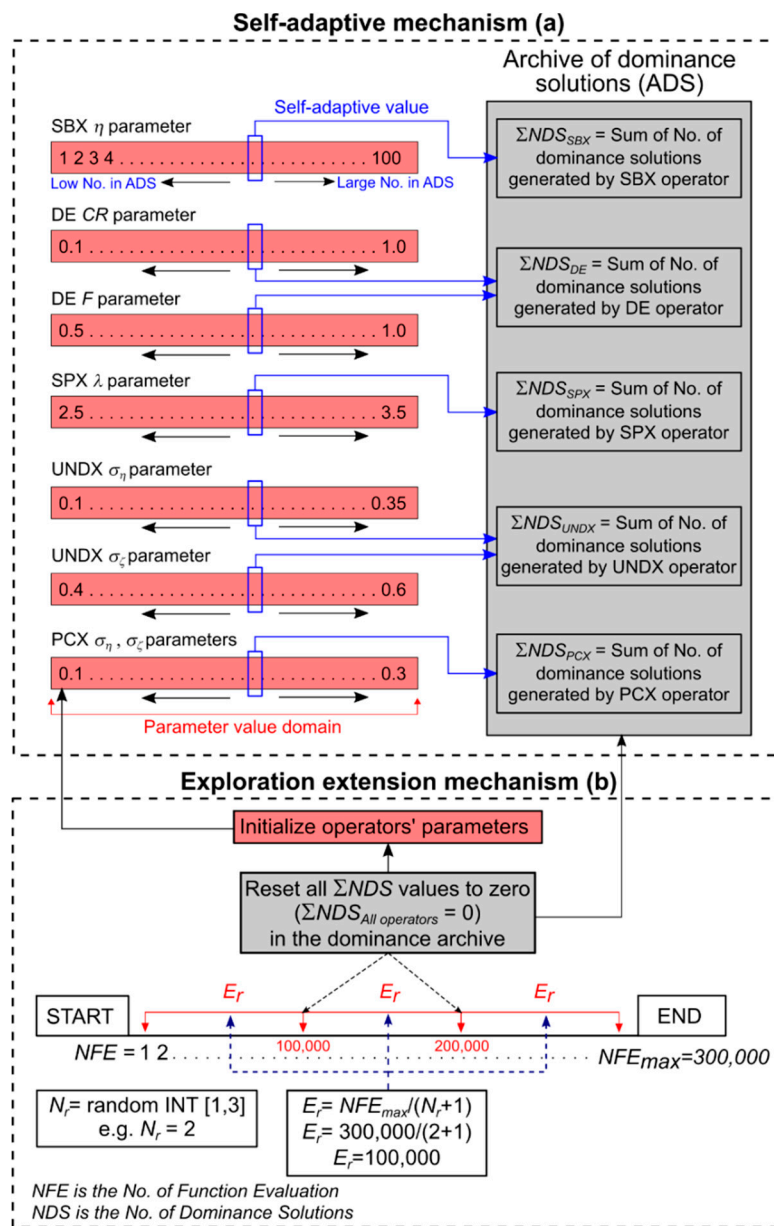 Self-adaptive mechanism (a)
Archive of dominance
solutions (ADS)
Self-adaptive value
SBX η parameter
1 2 3 4 . . . . . . . . . . . . . . . . . . . . . . . . . . . . . . . . . 100
Low No. in ADS
Large No. in ADS
ΣNDS_SBX = Sum of No. of
dominance solutions
generated by SBX operator
DE CR parameter
0.1 . . . . . . . . . . . . . . . . . . . . . . . . . . . . . . . . . . . . 1.0
DE F parameter
0.5 . . . . . . . . . . . . . . . . . . . . . . . . . . . . . . . . . . . . 1.0
ΣNDS_DE = Sum of No. of
dominance solutions
generated by DE operator
SPX λ parameter
2.5 . . . . . . . . . . . . . . . . . . . . . . . . . . . . . . . . . . . . 3.5
ΣNDS_SPX = Sum of No. of
dominance solutions
generated by SPX operator
UNDX σ_η parameter
0.1 . . . . . . . . . . . . . . . . . . . . . . . . . . . . . . . . . . . 0.35
UNDX σ_ζ parameter
0.4 . . . . . . . . . . . . . . . . . . . . . . . . . . . . . . . . . . . . 0.6
ΣNDS_UNDX = Sum of No. of
dominance solutions
generated by UNDX operator
PCX σ_η , σ_ζ parameters
0.1 . . . . . . . . . . . . . . . . . . . . . . . . . . . . . . . . . . . . 0.3
ΣNDS_PCX = Sum of No. of
dominance solutions
generated by PCX operator
Parameter value domain
Exploration extension mechanism (b)
Initialize operators' parameters
Reset all ΣNDS values to zero
(ΣNDS_All operators = 0)
in the dominance archive
E_r
E_r
E_r
START
END
100,000
200,000
NFE = 1 2 . . . . . . . . . . . . . . . . . . . . . . . . . . . . . . . . . . . . NFE_max=300,000
N_r= random INT [1,3]
e.g. N_r = 2
E_r= NFE_max/(N_r+1)
E_r= 300,000/(2+1)
E_r=100,000
NFE is the No. of Function Evaluation
NDS is the No. of Dominance Solutions